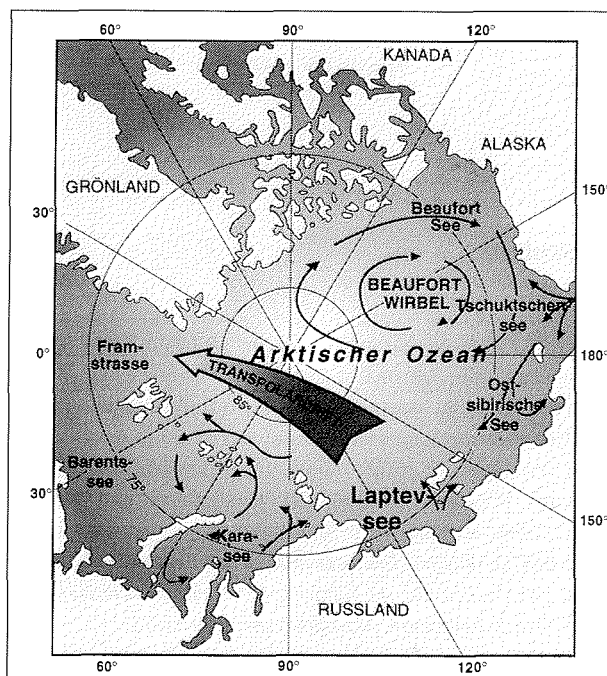 60°
90°
120°
KANADA
ALASKA
GRÖNLAND
150°
30°
Beaufort
See
BEAUFORT
WIRBEL
Tschuktschen-
see
Fram-
strasse
0°
Arktischer Ozean
180°
TRANSPOLARDRIFT
85°
Ost-
sibirische
See
Barents-
see
75°
Laptev-
see
30°
Kara-
see
150°
RUSSLAND
60°
90°
120°